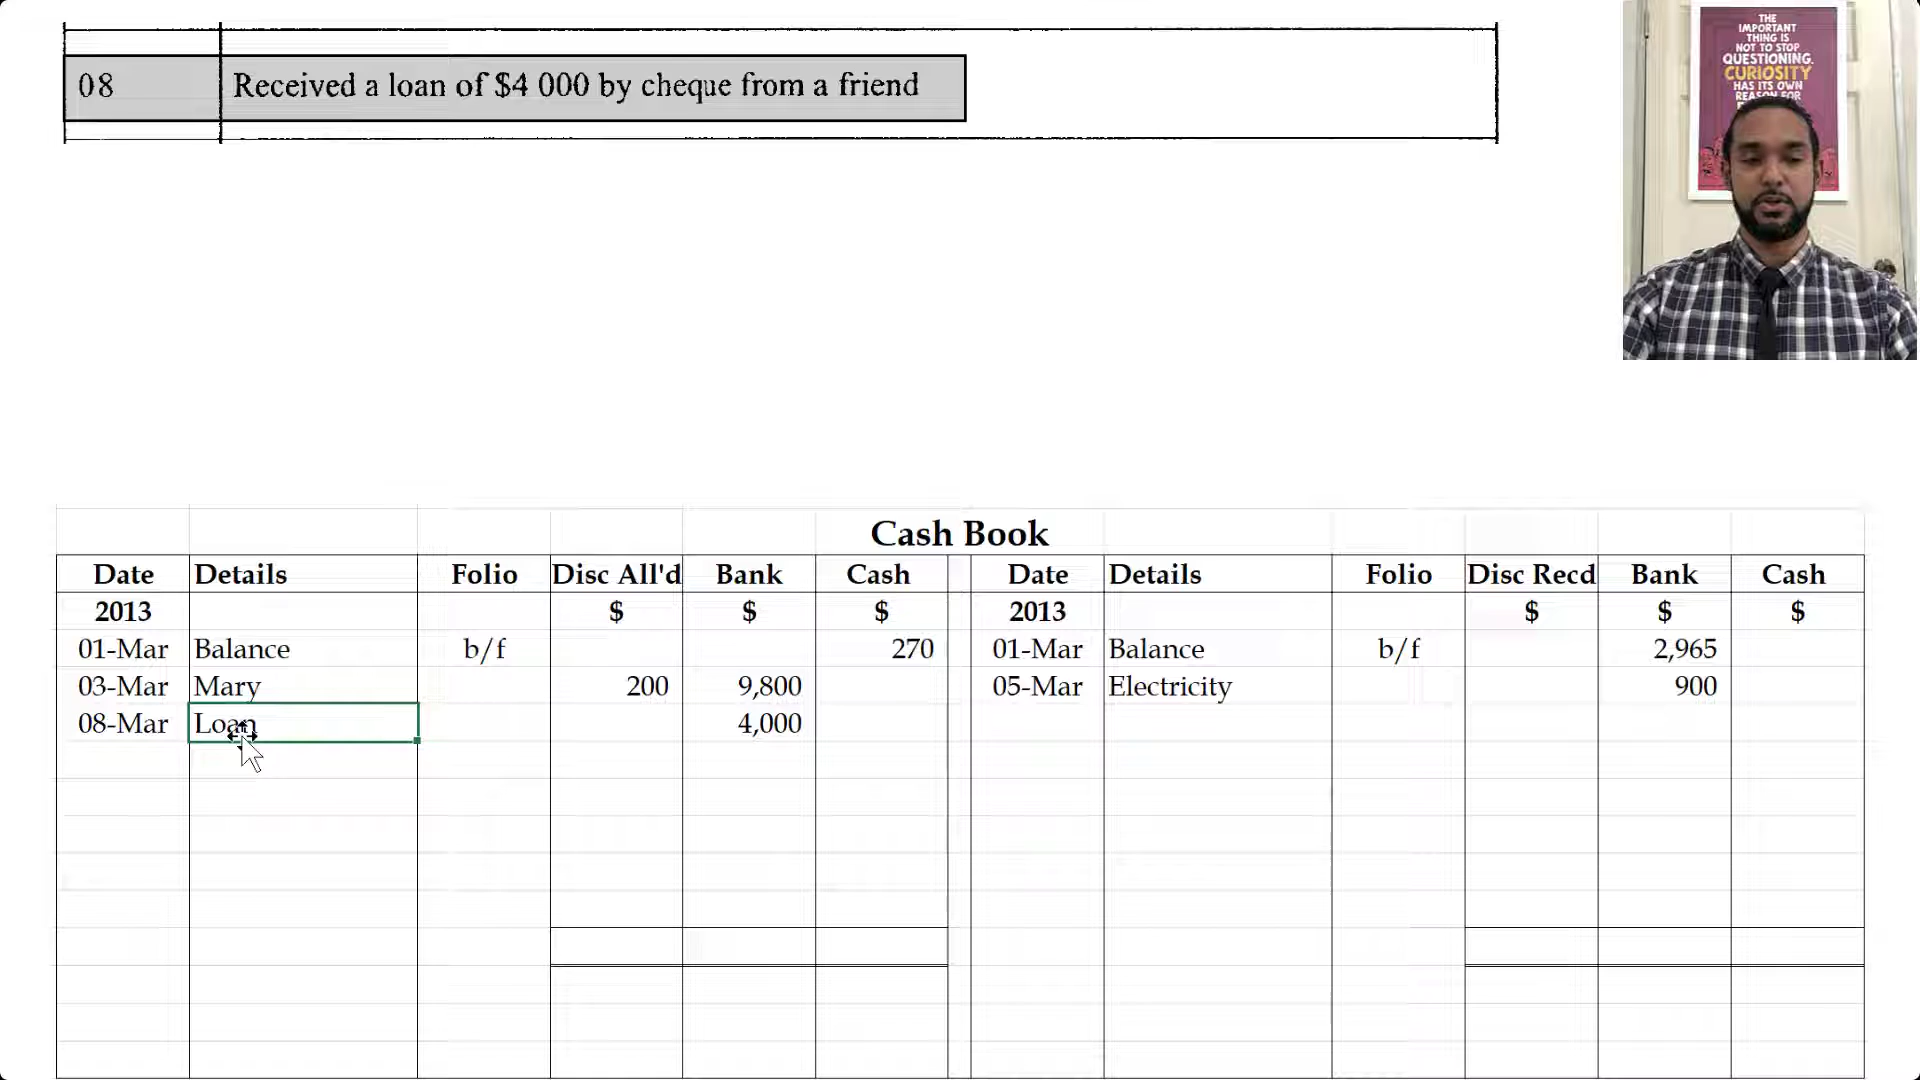 08 Received a loan of $4 000 by cheque from a friend
THE
IMPORTANT
THING IS
NOT TO STOP
QUESTIONING.
CURIOSITY
HAS ITS OWN
REASON FOR
Cash Book
Date Details Folio Disc All'd Bank Cash Date Details Folio Disc Recd Bank Cash
2013 $ $ $ 2013 $ $ $
01-Mar Balance b/f 270 01-Mar Balance b/f 2,965
03-Mar Mary 200 9,800 05-Mar Electricity 900
08-Mar Loan 4,000